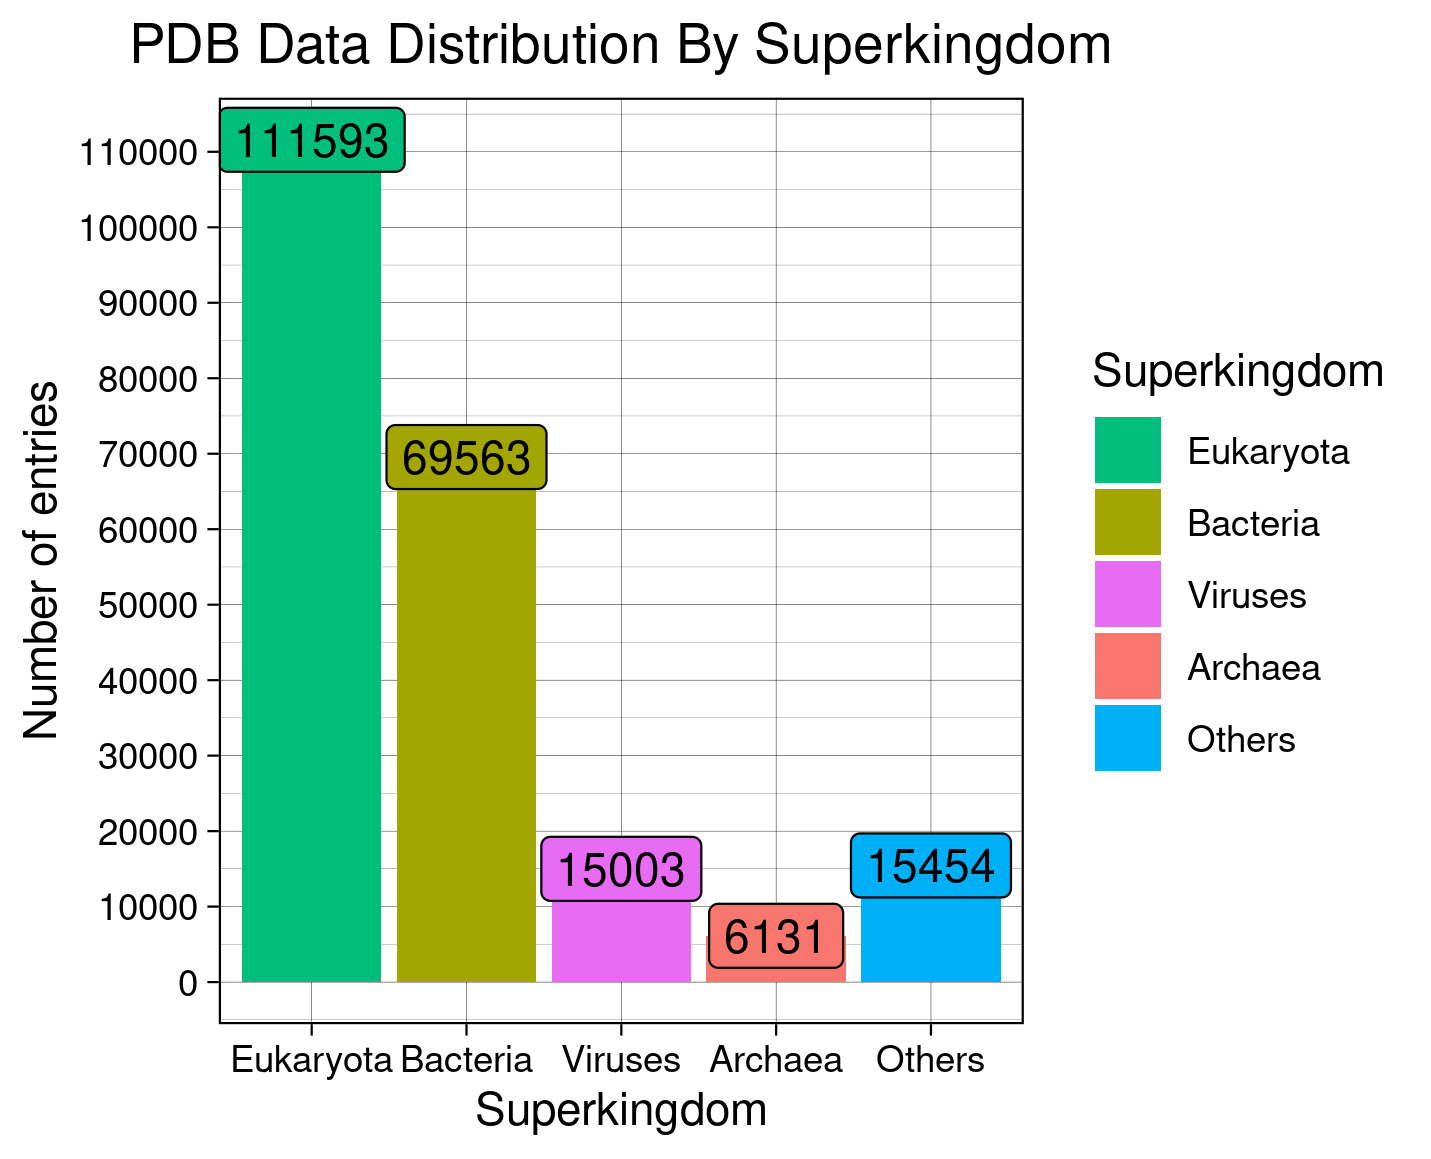 PDB Data Distribution By Superkingdom
Number of entries
110000
100000
90000
80000
70000
60000
50000
40000
30000
20000
10000
0
111593
69563
15003
6131
15454
Eukaryota Bacteria Viruses Archaea Others
Superkingdom
Superkingdom
Eukaryota
Bacteria
Viruses
Archaea
Others